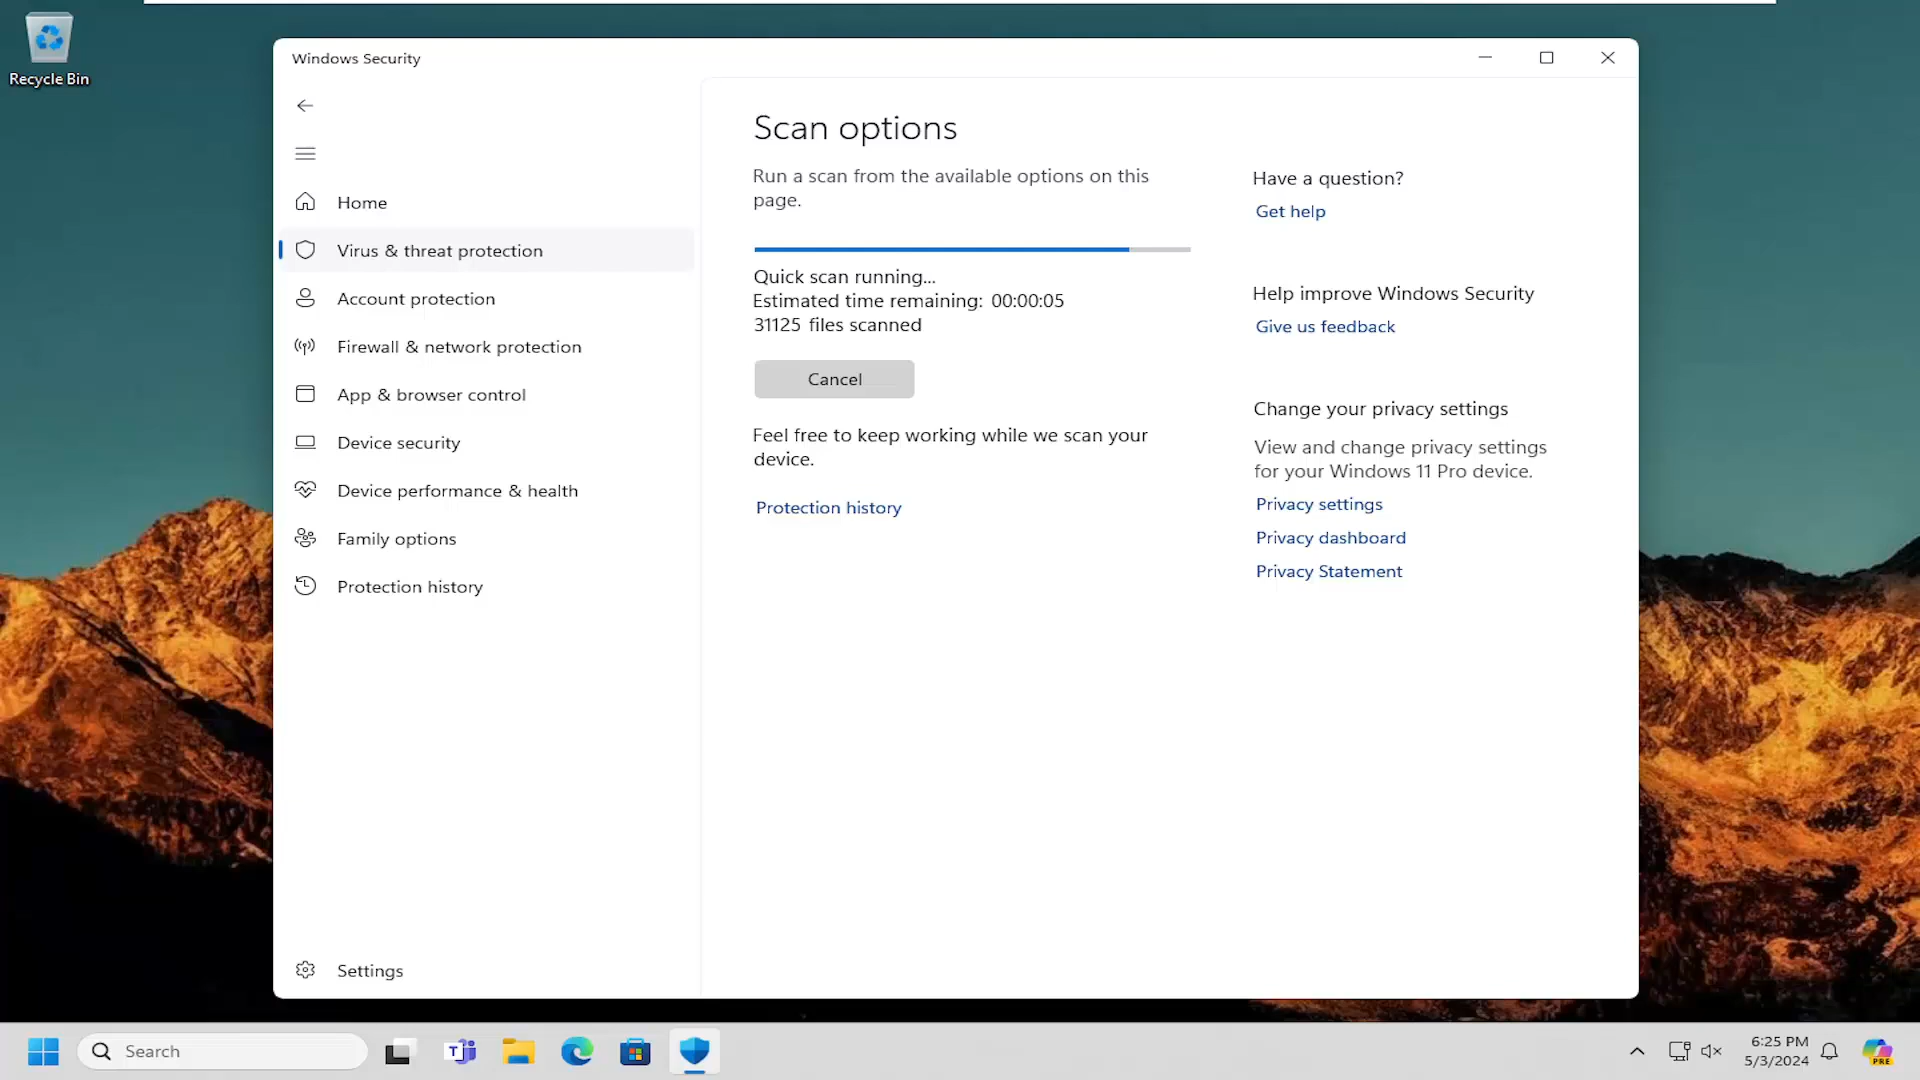 Recycle Bin
Windows Security
Home
Virus & threat protection
Account protection
Firewall & network protection
App & browser control
Device security
Device performance & health
Family options
Protection history
Settings
Scan options
Run a scan from the available options on this
page.
Quick scan running...
Estimated time remaining: 00:00:05
31125 files scanned
Cancel
Feel free to keep working while we scan your
device.
Protection history
Have a question?
Get help
Help improve Windows Security
Give us feedback
Change your privacy settings
View and change privacy settings
for your Windows 11 Pro device.
Privacy settings
Privacy dashboard
Privacy Statement
Search
T
6:25 PM
5/3/2024
PRE